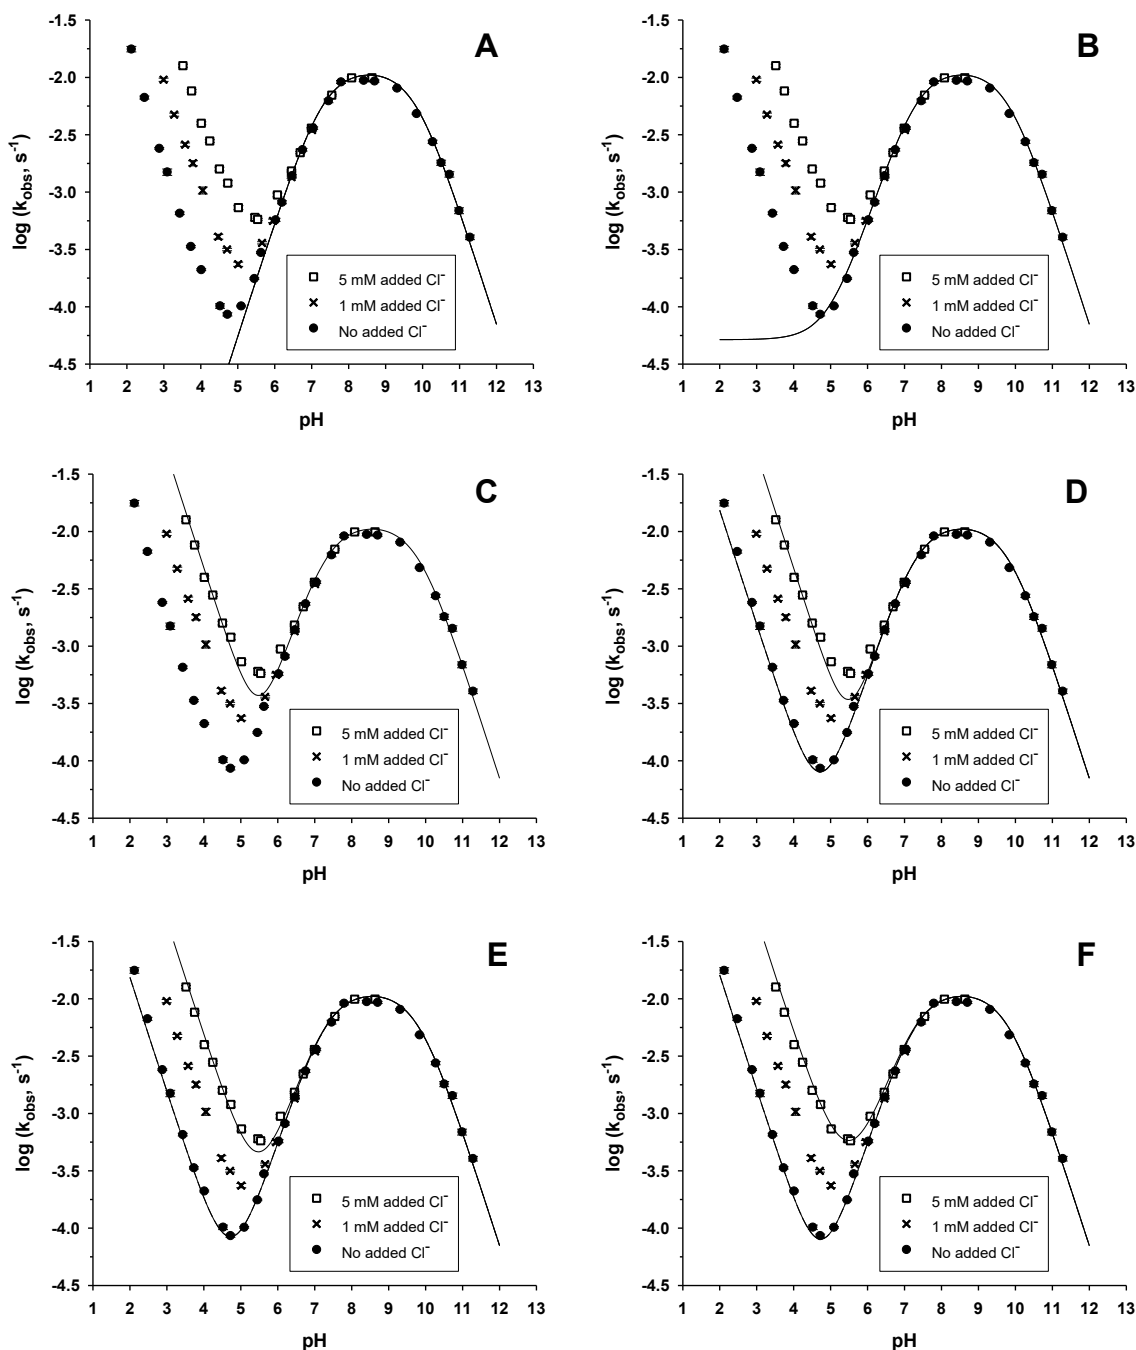 A
-1.5
-2.0
-2.5
-3.0
-3.5
-4.0
-4.5
log (kobs, s-1)
5 mM added Cl-
1 mM added Cl-
No added Cl-
1 2 3 4 5 6 7 8 9 10 11 12 13
pH
B
-1.5
-2.0
-2.5
-3.0
-3.5
-4.0
-4.5
log (kobs, s-1)
5 mM added Cl-
1 mM added Cl-
No added Cl-
1 2 3 4 5 6 7 8 9 10 11 12 13
pH
C
-1.5
-2.0
-2.5
-3.0
-3.5
-4.0
-4.5
log (kobs, s-1)
5 mM added Cl-
1 mM added Cl-
No added Cl-
1 2 3 4 5 6 7 8 9 10 11 12 13
pH
D
-1.5
-2.0
-2.5
-3.0
-3.5
-4.0
-4.5
log (kobs, s-1)
5 mM added Cl-
1 mM added Cl-
No added Cl-
1 2 3 4 5 6 7 8 9 10 11 12 13
pH
E
-1.5
-2.0
-2.5
-3.0
-3.5
-4.0
-4.5
log (kobs, s-1)
5 mM added Cl-
1 mM added Cl-
No added Cl-
1 2 3 4 5 6 7 8 9 10 11 12 13
pH
F
-1.5
-2.0
-2.5
-3.0
-3.5
-4.0
-4.5
log (kobs, s-1)
5 mM added Cl-
1 mM added Cl-
No added Cl-
1 2 3 4 5 6 7 8 9 10 11 12 13
pH